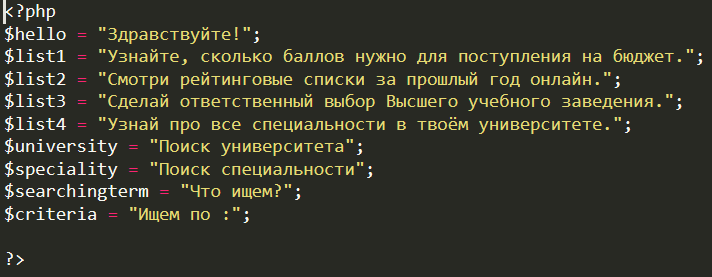 <?php
$hello = "Здравствуйте!";
$list1 = "Узнайте, сколько баллов нужно для поступления на бюджет.";
$list2 = "Смотри рейтинговые списки за прошлый год онлайн.";
$list3 = "Сделай ответственный выбор Высшего учебного заведения.";
$list4 = "Узнай про все специальности в твоём университете.";
$university = "Поиск университета";
$speciality = "Поиск специальности";
$searchingterm = "Что ищем?";
$criteria = "Ищем по :";
?>